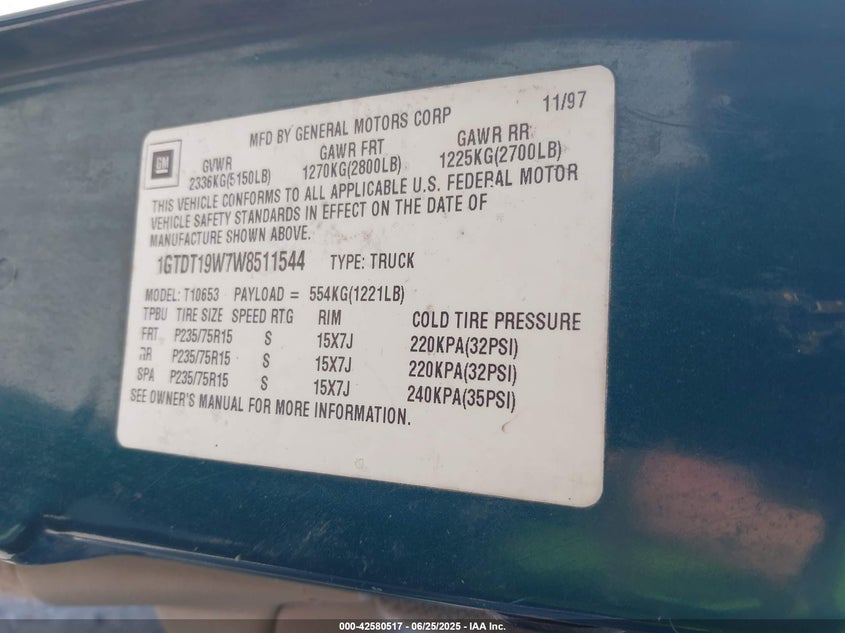 11/97
MFD BY GENERAL MOTORS CORP
GM
GVWR GAWR FRT GAWR RR
2336KG(5150LB) 1270KG(2800LB) 1225KG(2700LB)
THIS VEHICLE CONFORMS TO ALL APPLICABLE U.S. FEDERAL MOTOR
VEHICLE SAFETY STANDARDS IN EFFECT ON THE DATE OF
MANUFACTURE SHOWN ABOVE.
1GTDT19W7W8511544 TYPE: TRUCK
MODEL: T10653 PAYLOAD = 554KG(1221LB)
TPBU TIRE SIZE SPEED RTG RIM COLD TIRE PRESSURE
FRT P235/75R15 S 15X7J 220KPA(32PSI)
RR P235/75R15 S 15X7J 220KPA(32PSI)
SPA P235/75R15 S 15X7J 240KPA(35PSI)
SEE OWNER'S MANUAL FOR MORE INFORMATION.
000-42580517 - 06/25/2025 - IAA Inc.